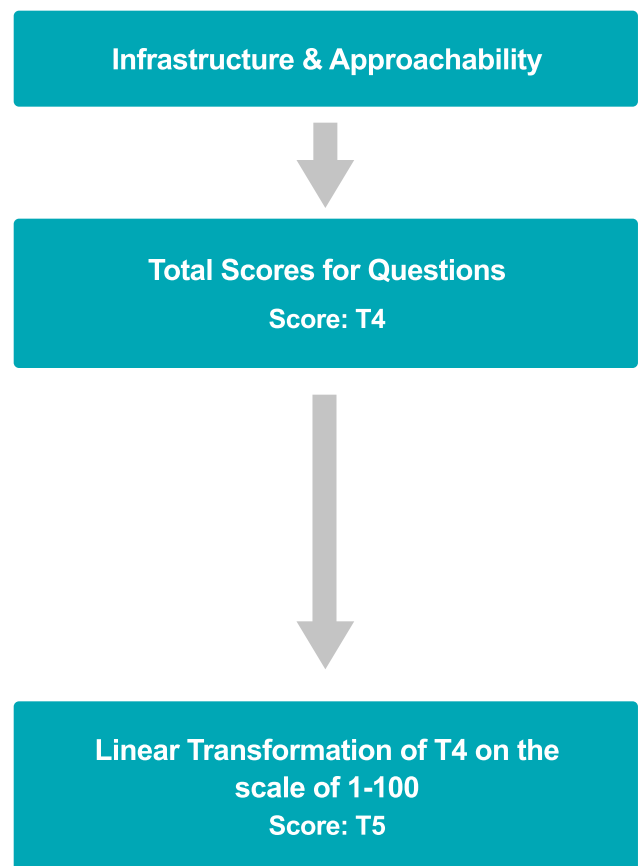 Infrastructure & Approachability
Total Scores for Questions
Score: T4
Linear Transformation of T4 on the
scale of 1-100
Score: T5